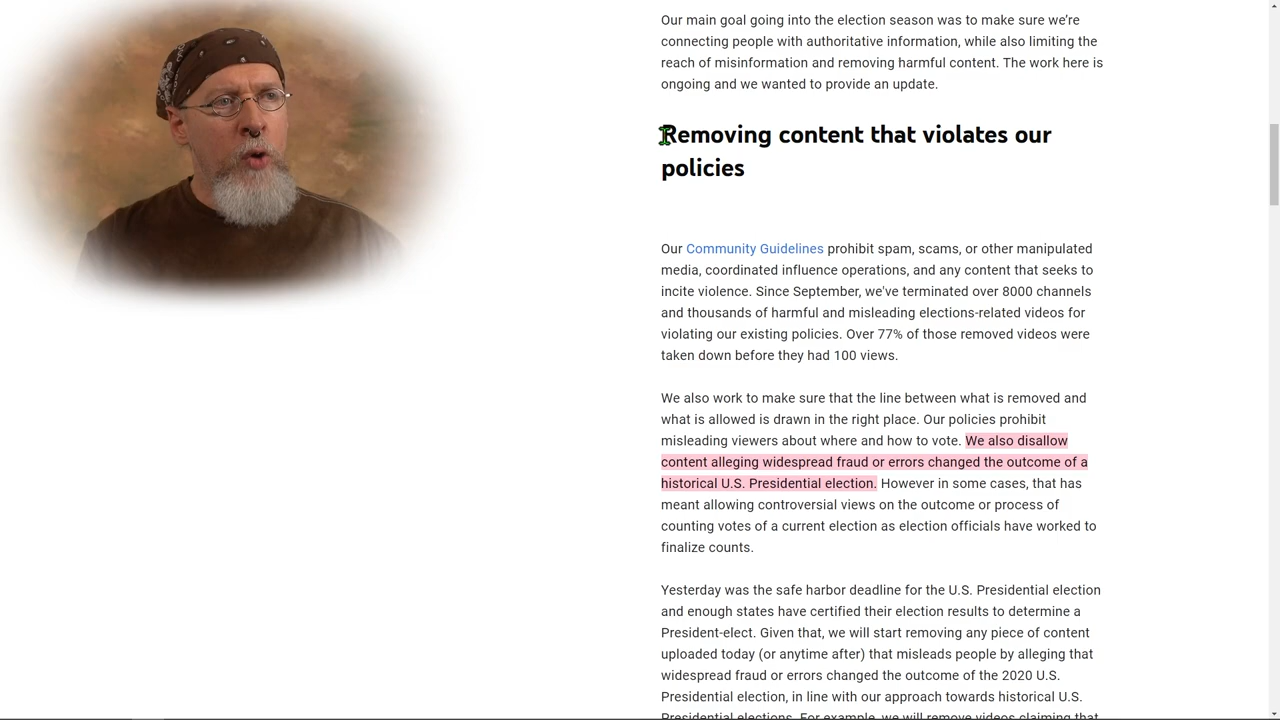 Our main goal going into the election season was to make sure we’re
connecting people with authoritative information, while also limiting the
reach of misinformation and removing harmful content. The work here is
ongoing and we wanted to provide an update.
Removing content that violates our
policies
Our Community Guidelines prohibit spam, scams, or other manipulated
media, coordinated influence operations, and any content that seeks to
incite violence. Since September, we've terminated over 8000 channels
and thousands of harmful and misleading elections-related videos for
violating our existing policies. Over 77% of those removed videos were
taken down before they had 100 views.
We also work to make sure that the line between what is removed and
what is allowed is drawn in the right place. Our policies prohibit
misleading viewers about where and how to vote. We also disallow
content alleging widespread fraud or errors changed the outcome of a
historical U.S. Presidential election. However in some cases, that has
meant allowing controversial views on the outcome or process of
counting votes of a current election as election officials have worked to
finalize counts.
Yesterday was the safe harbor deadline for the U.S. Presidential election
and enough states have certified their election results to determine a
President-elect. Given that, we will start removing any piece of content
uploaded today (or anytime after) that misleads people by alleging that
widespread fraud or errors changed the outcome of the 2020 U.S.
Presidential election, in line with our approach towards historical U.S.
Presidential elections. For example, we will remove videos claiming that